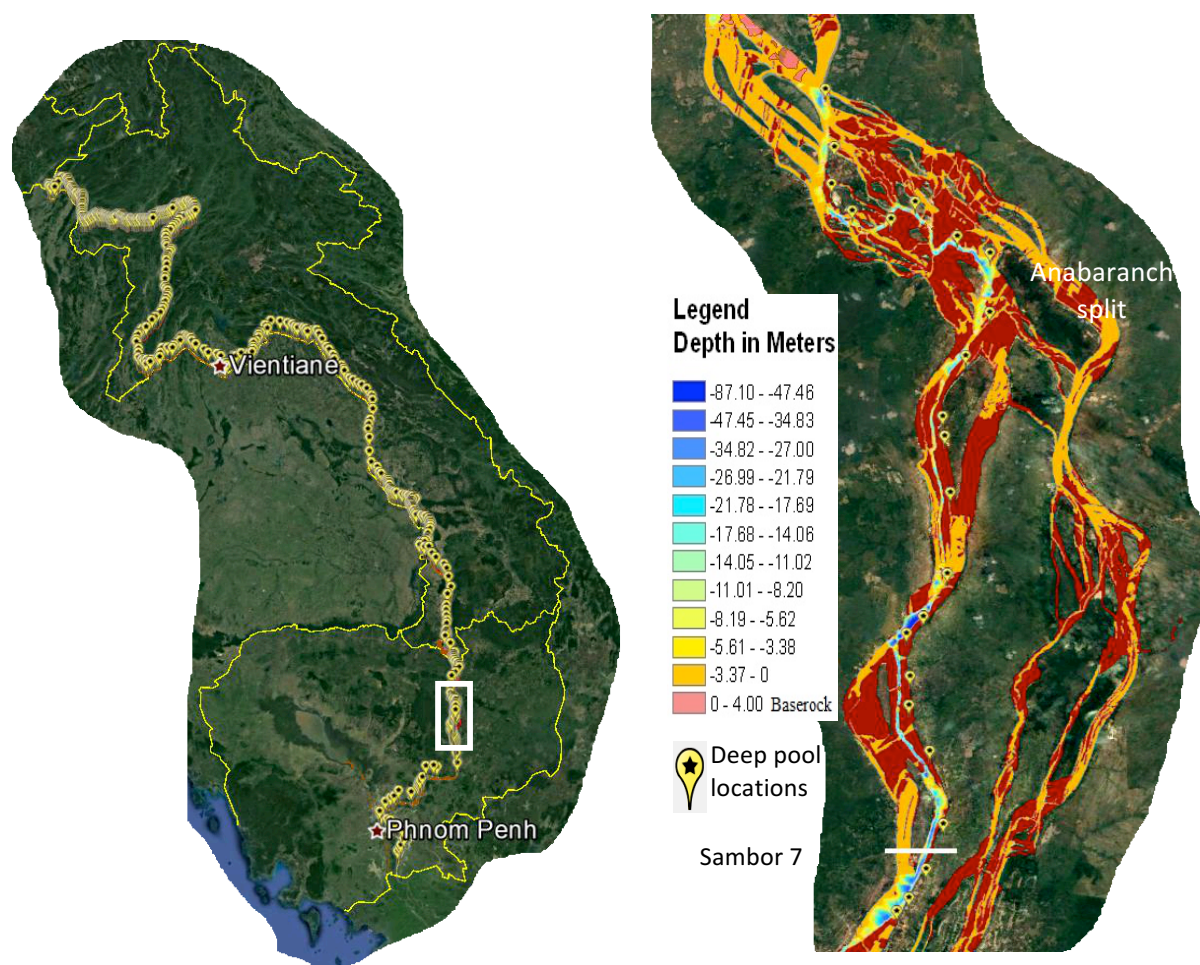 Vientiane
Phnom Penh
Anabaranch
split
Legend
Depth in Meters
-87.10 - -47.46
-47.45 - -34.83
-34.82 - -27.00
-26.99 - -21.79
-21.78 - -17.69
-17.68 - -14.06
-14.05 - -11.02
-11.01 - -8.20
-8.19 - -5.62
-5.61 - -3.38
-3.37 - 0
0 - 4.00 Baserock
Deep pool
locations
Sambor 7